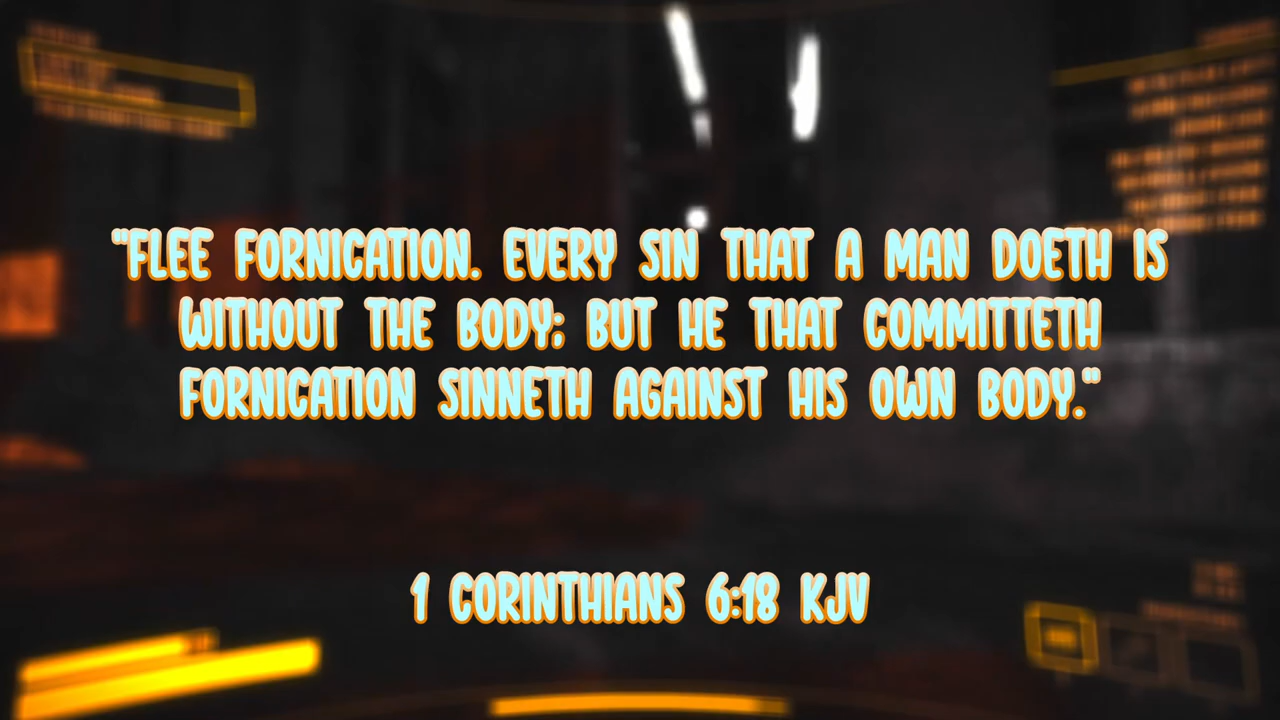 "FLEE FORNICATION. EVERY SIN THAT A MAN DOETH IS
WITHOUT THE BODY; BUT HE THAT COMMITTETH
FORNICATION SINNETH AGAINST HIS OWN BODY."
1 CORINTHIANS 6:18 KJV